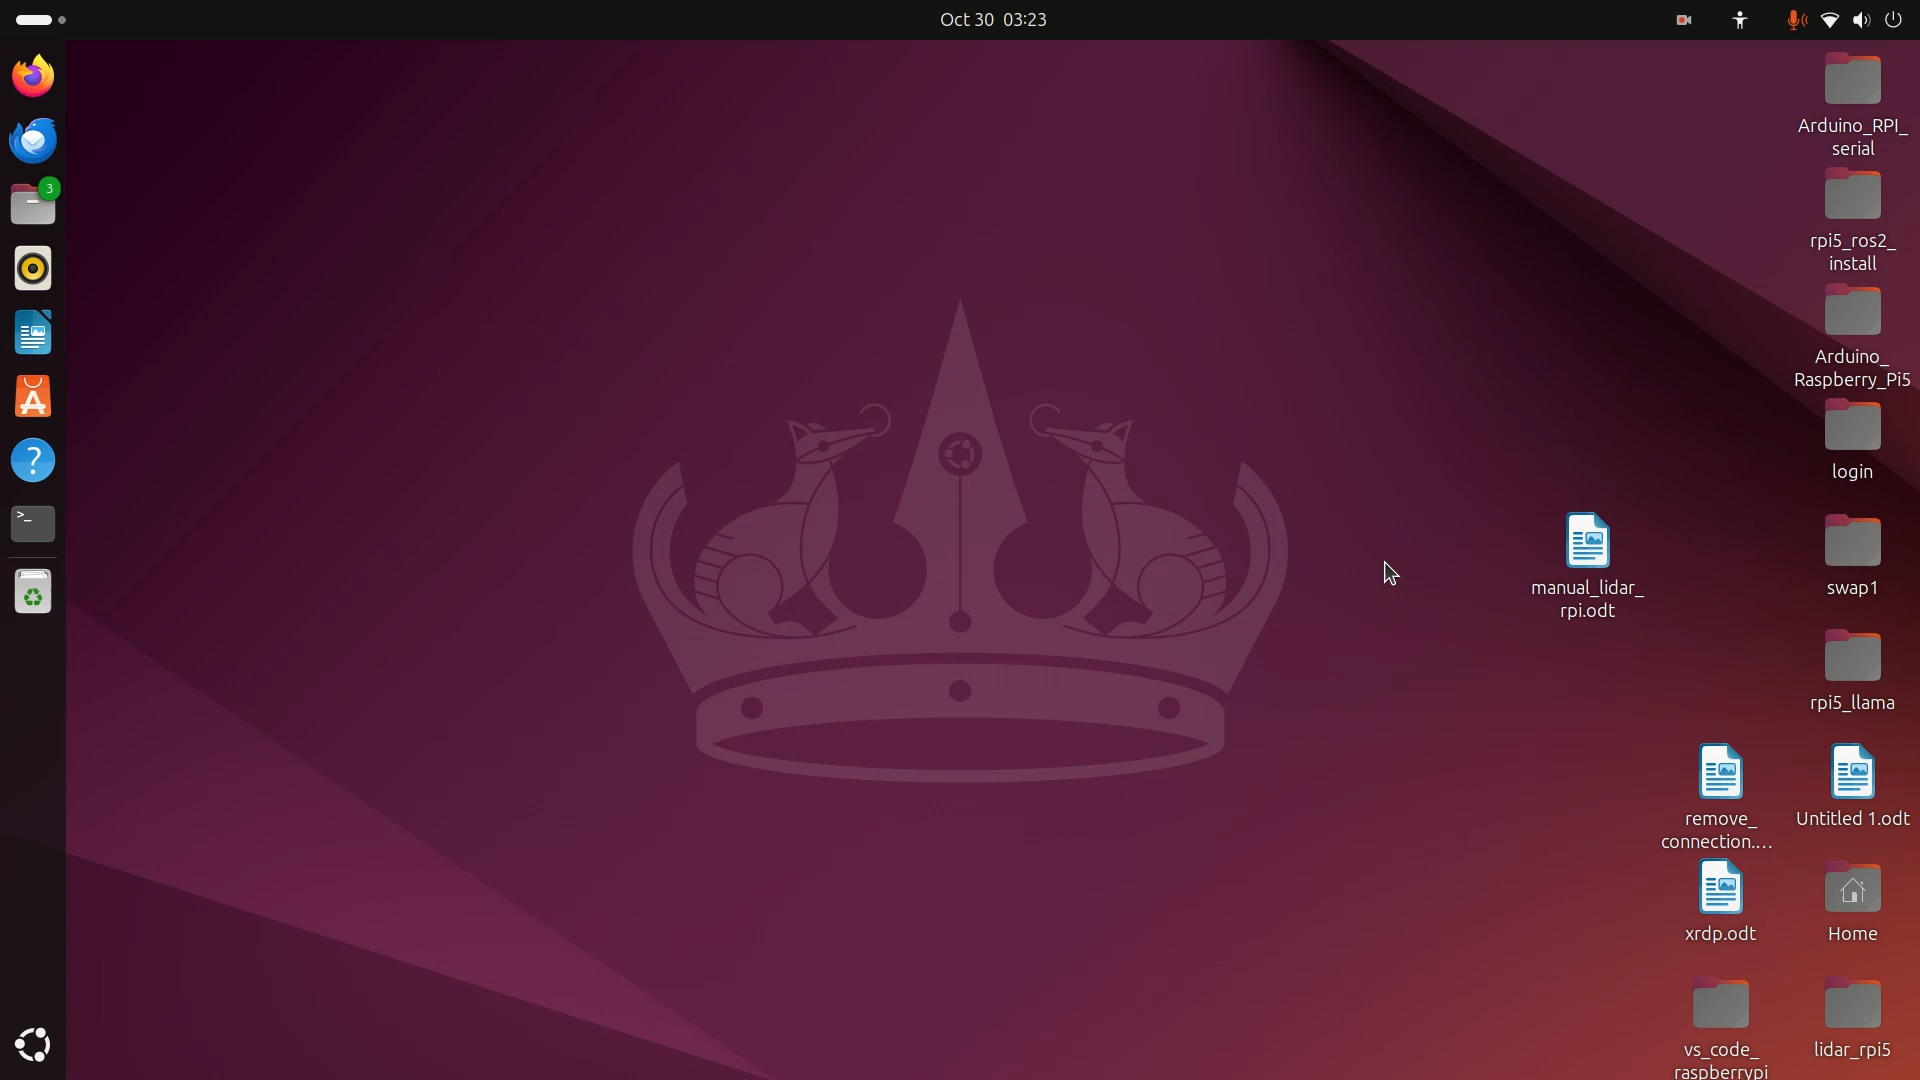 Oct 30 03:23
3
Arduino_RPI_
serial
rpi5_ros2_
install
Arduino_
Raspberry_Pi5
login
manual_lidar_
rpi.odt
swap1
rpi5_llama
remove_
connection....
Untitled 1.odt
xrdp.odt
Home
vs_code_
raspberrypi
lidar_rpi5
?
>_